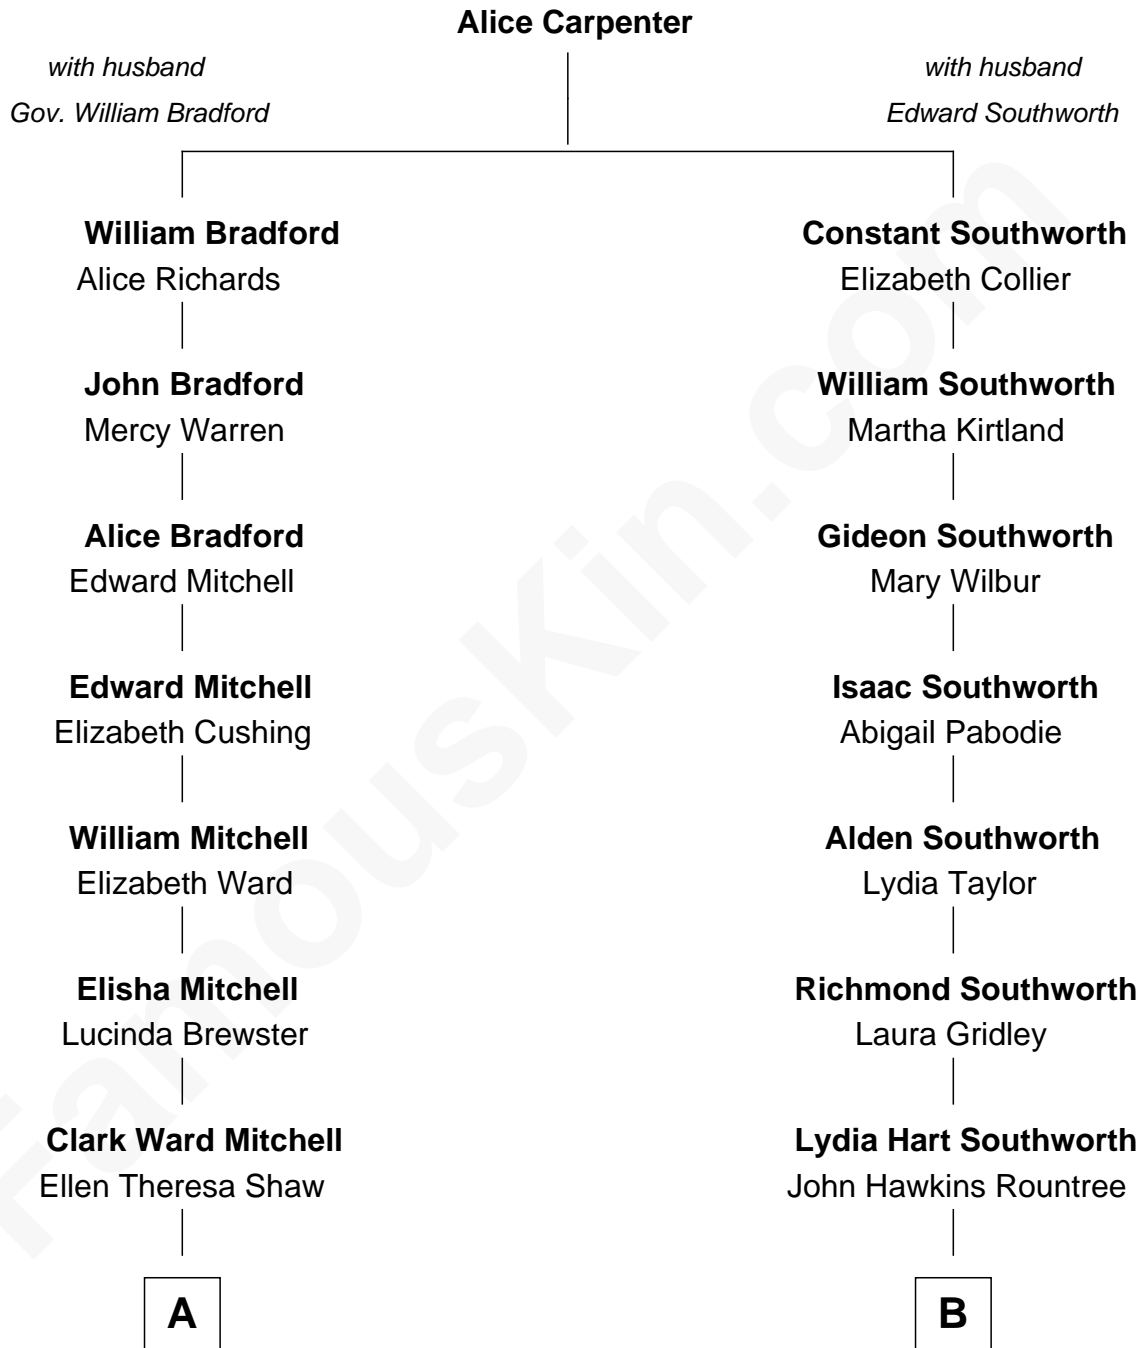 Alice Carpenter
with husband
Gov. William Bradford
with husband
Edward Southworth
William Bradford
Alice Richards
Constant Southworth
Elizabeth Collier
John Bradford
Mercy Warren
William Southworth
Martha Kirtland
Alice Bradford
Edward Mitchell
Gideon Southworth
Mary Wilbur
Edward Mitchell
Elizabeth Cushing
Isaac Southworth
Abigail Pabodie
William Mitchell
Elizabeth Ward
Alden Southworth
Lydia Taylor
Elisha Mitchell
Lucinda Brewster
Richmond Southworth
Laura Gridley
Clark Ward Mitchell
Ellen Theresa Shaw
Lydia Hart Southworth
John Hawkins Rountree
A
B
FamousKin.com